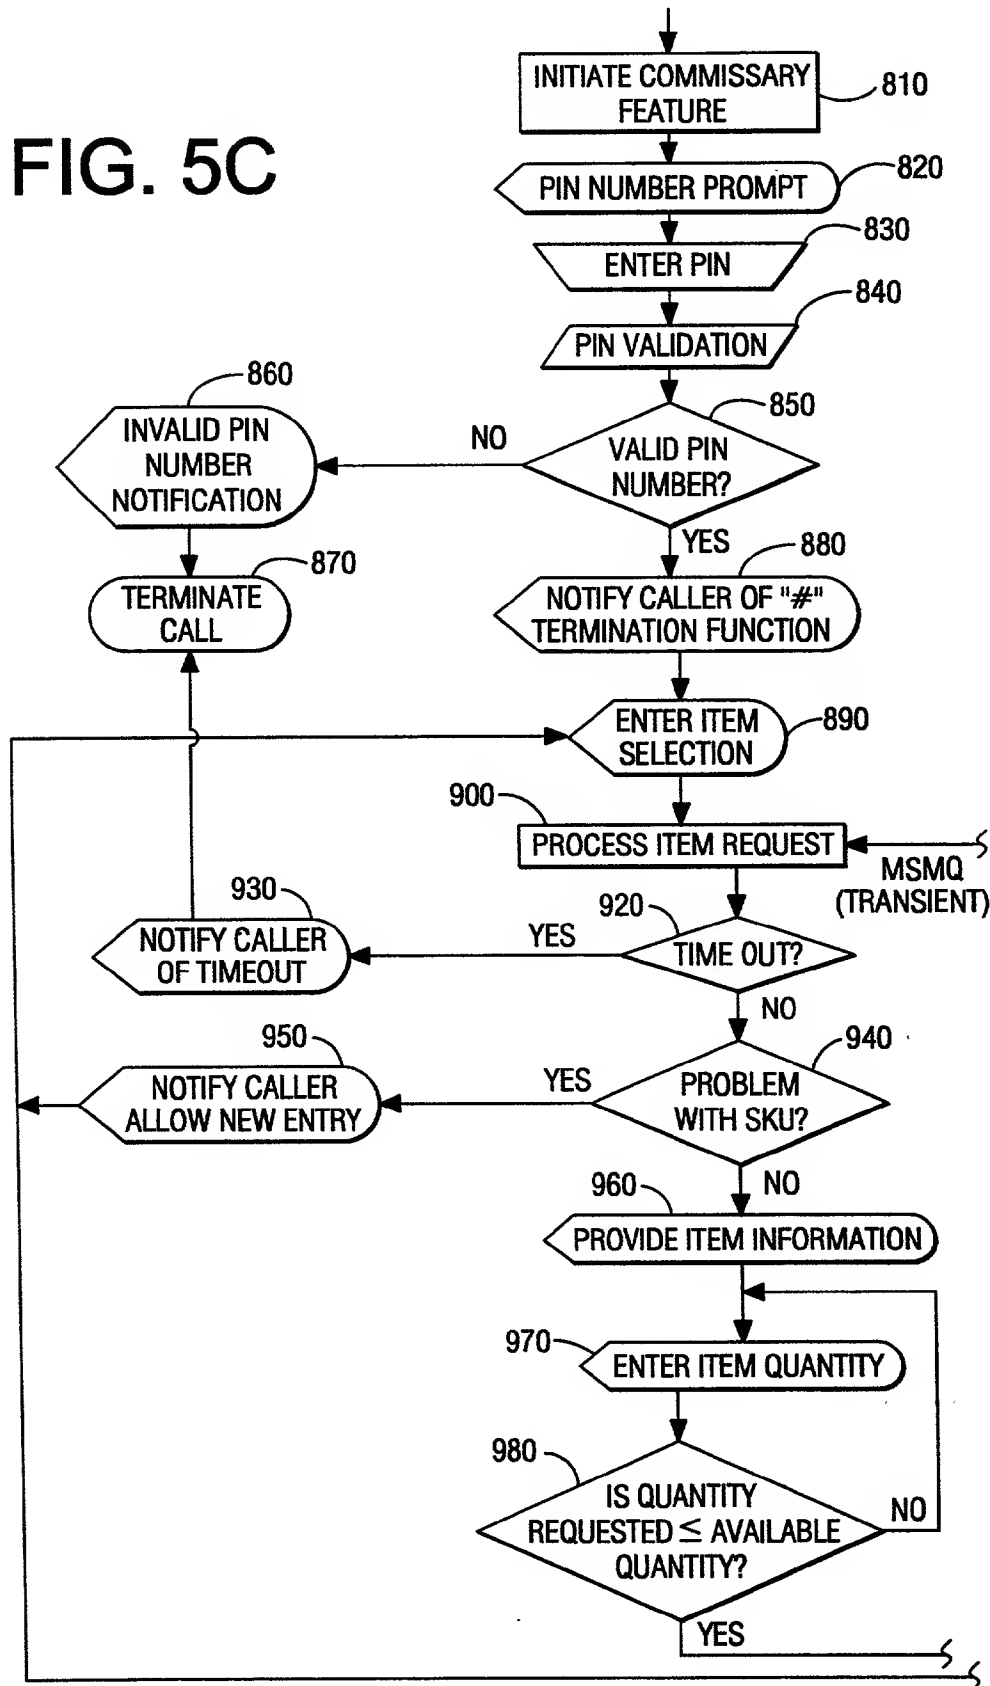 FIG. 5C
INITIATE COMMISSARY
FEATURE
810
PIN NUMBER PROMPT
820
ENTER PIN
830
PIN VALIDATION
840
VALID PIN
NUMBER?
850
NO
YES
860
INVALID PIN
NUMBER
NOTIFICATION
870
TERMINATE
CALL
880
NOTIFY CALLER OF "#"
TERMINATION FUNCTION
ENTER ITEM
SELECTION
890
900
PROCESS ITEM REQUEST
MSMQ
(TRANSIENT)
920
TIME OUT?
YES
NO
930
NOTIFY CALLER
OF TIMEOUT
940
PROBLEM
WITH SKU?
YES
NO
950
NOTIFY CALLER
ALLOW NEW ENTRY
960
PROVIDE ITEM INFORMATION
970
ENTER ITEM QUANTITY
980
IS QUANTITY
REQUESTED ≤ AVAILABLE
QUANTITY?
NO
YES